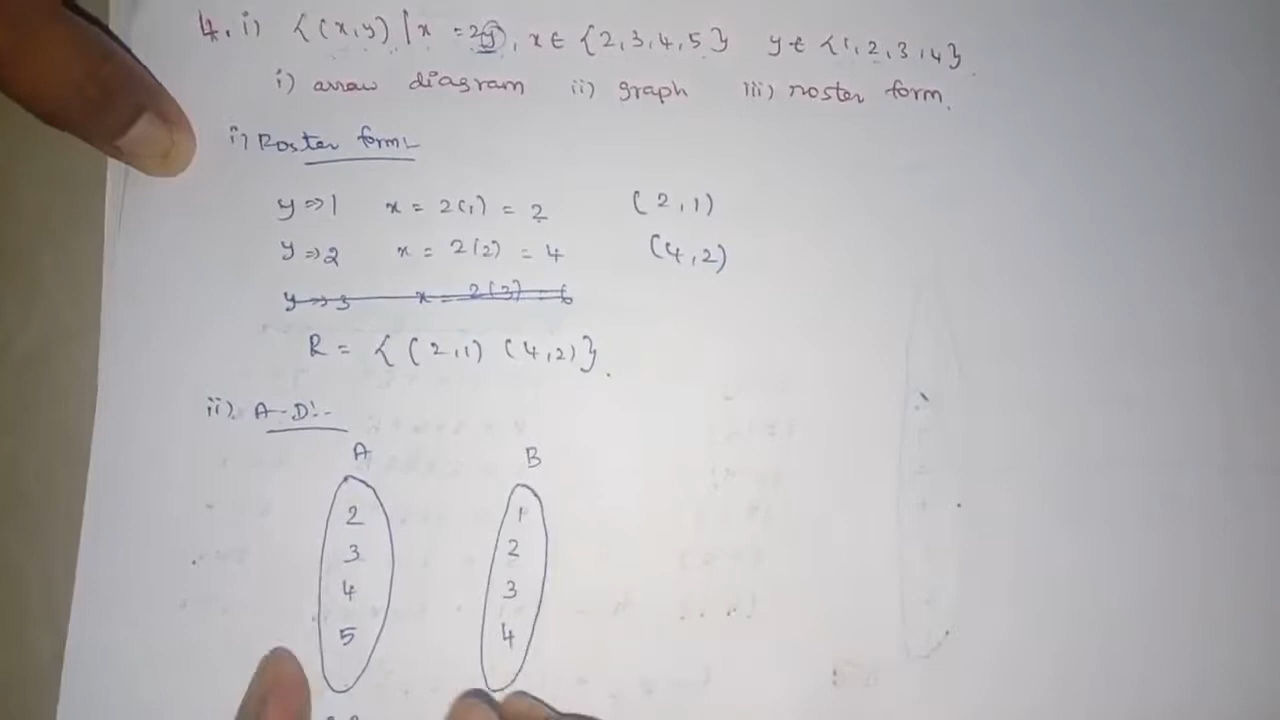 4. i) {(x,y) / x = 2y, x ∈ {2,3,4,5} y ∈ {1,2,3,4}.
i) arrow diagram ii) graph iii) roster form.
i) Roster form:-
y ⇒ 1 x = 2(1) = 2 (2,1)
y ⇒ 2 x = 2(2) = 4 (4,2)
y ⇒ 3 x = 2(3) = 6
R = {(2,1) (4,2)}.
ii) A-D:-
A B
2 1
3 2
4 3
5 4